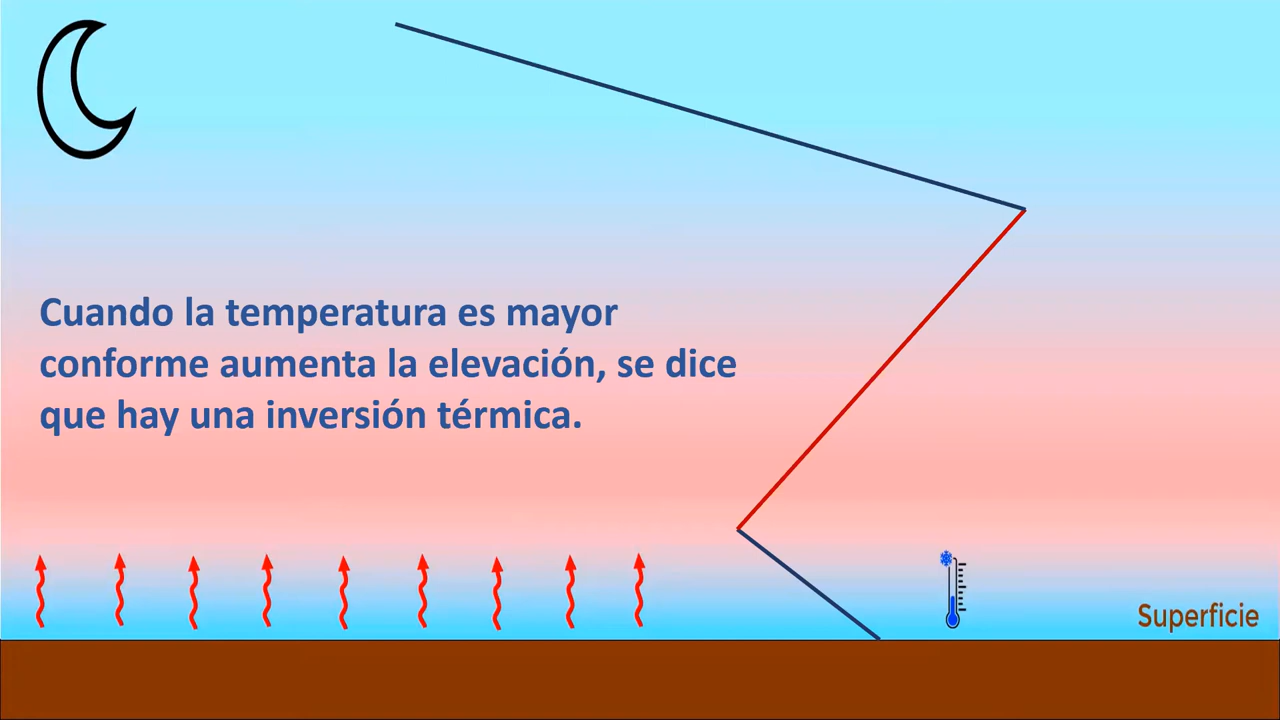 Cuando la temperatura es mayor
conforme aumenta la elevación, se dice
que hay una inversión térmica.
Superficie